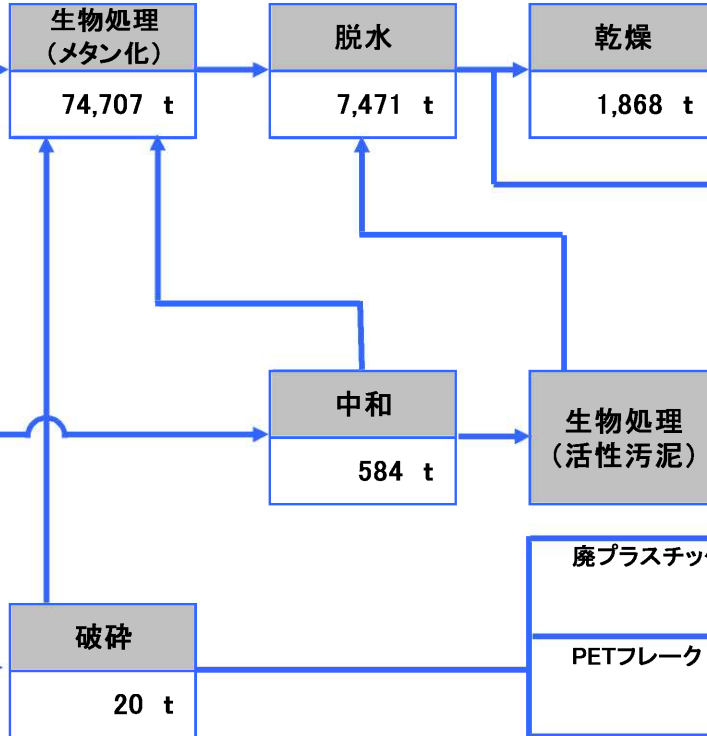 生物処理
（メタン化）
74,707 t
脱水
7,471 t
乾燥
1,868 t
中和
584 t
生物処理
（活性汚泥）
破砕
20 t
廃プラスチッ
PETフレーク